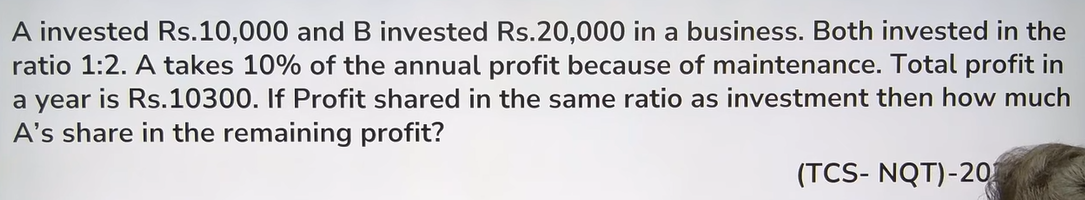 A invested Rs.10,000 and B invested Rs.20,000 in a business. Both invested in the
ratio 1:2. A takes 10% of the annual profit because of maintenance. Total profit in
a year is Rs.10300. If Profit shared in the same ratio as investment then how much
A's share in the remaining profit?
(TCS- NQT)-20